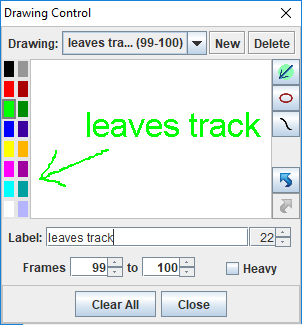 Drawing Control
Drawing: leaves tra... (99-100) New Delete
leaves track
Label: leaves track 22
Frames 99 to 100 Heavy
Clear All Close